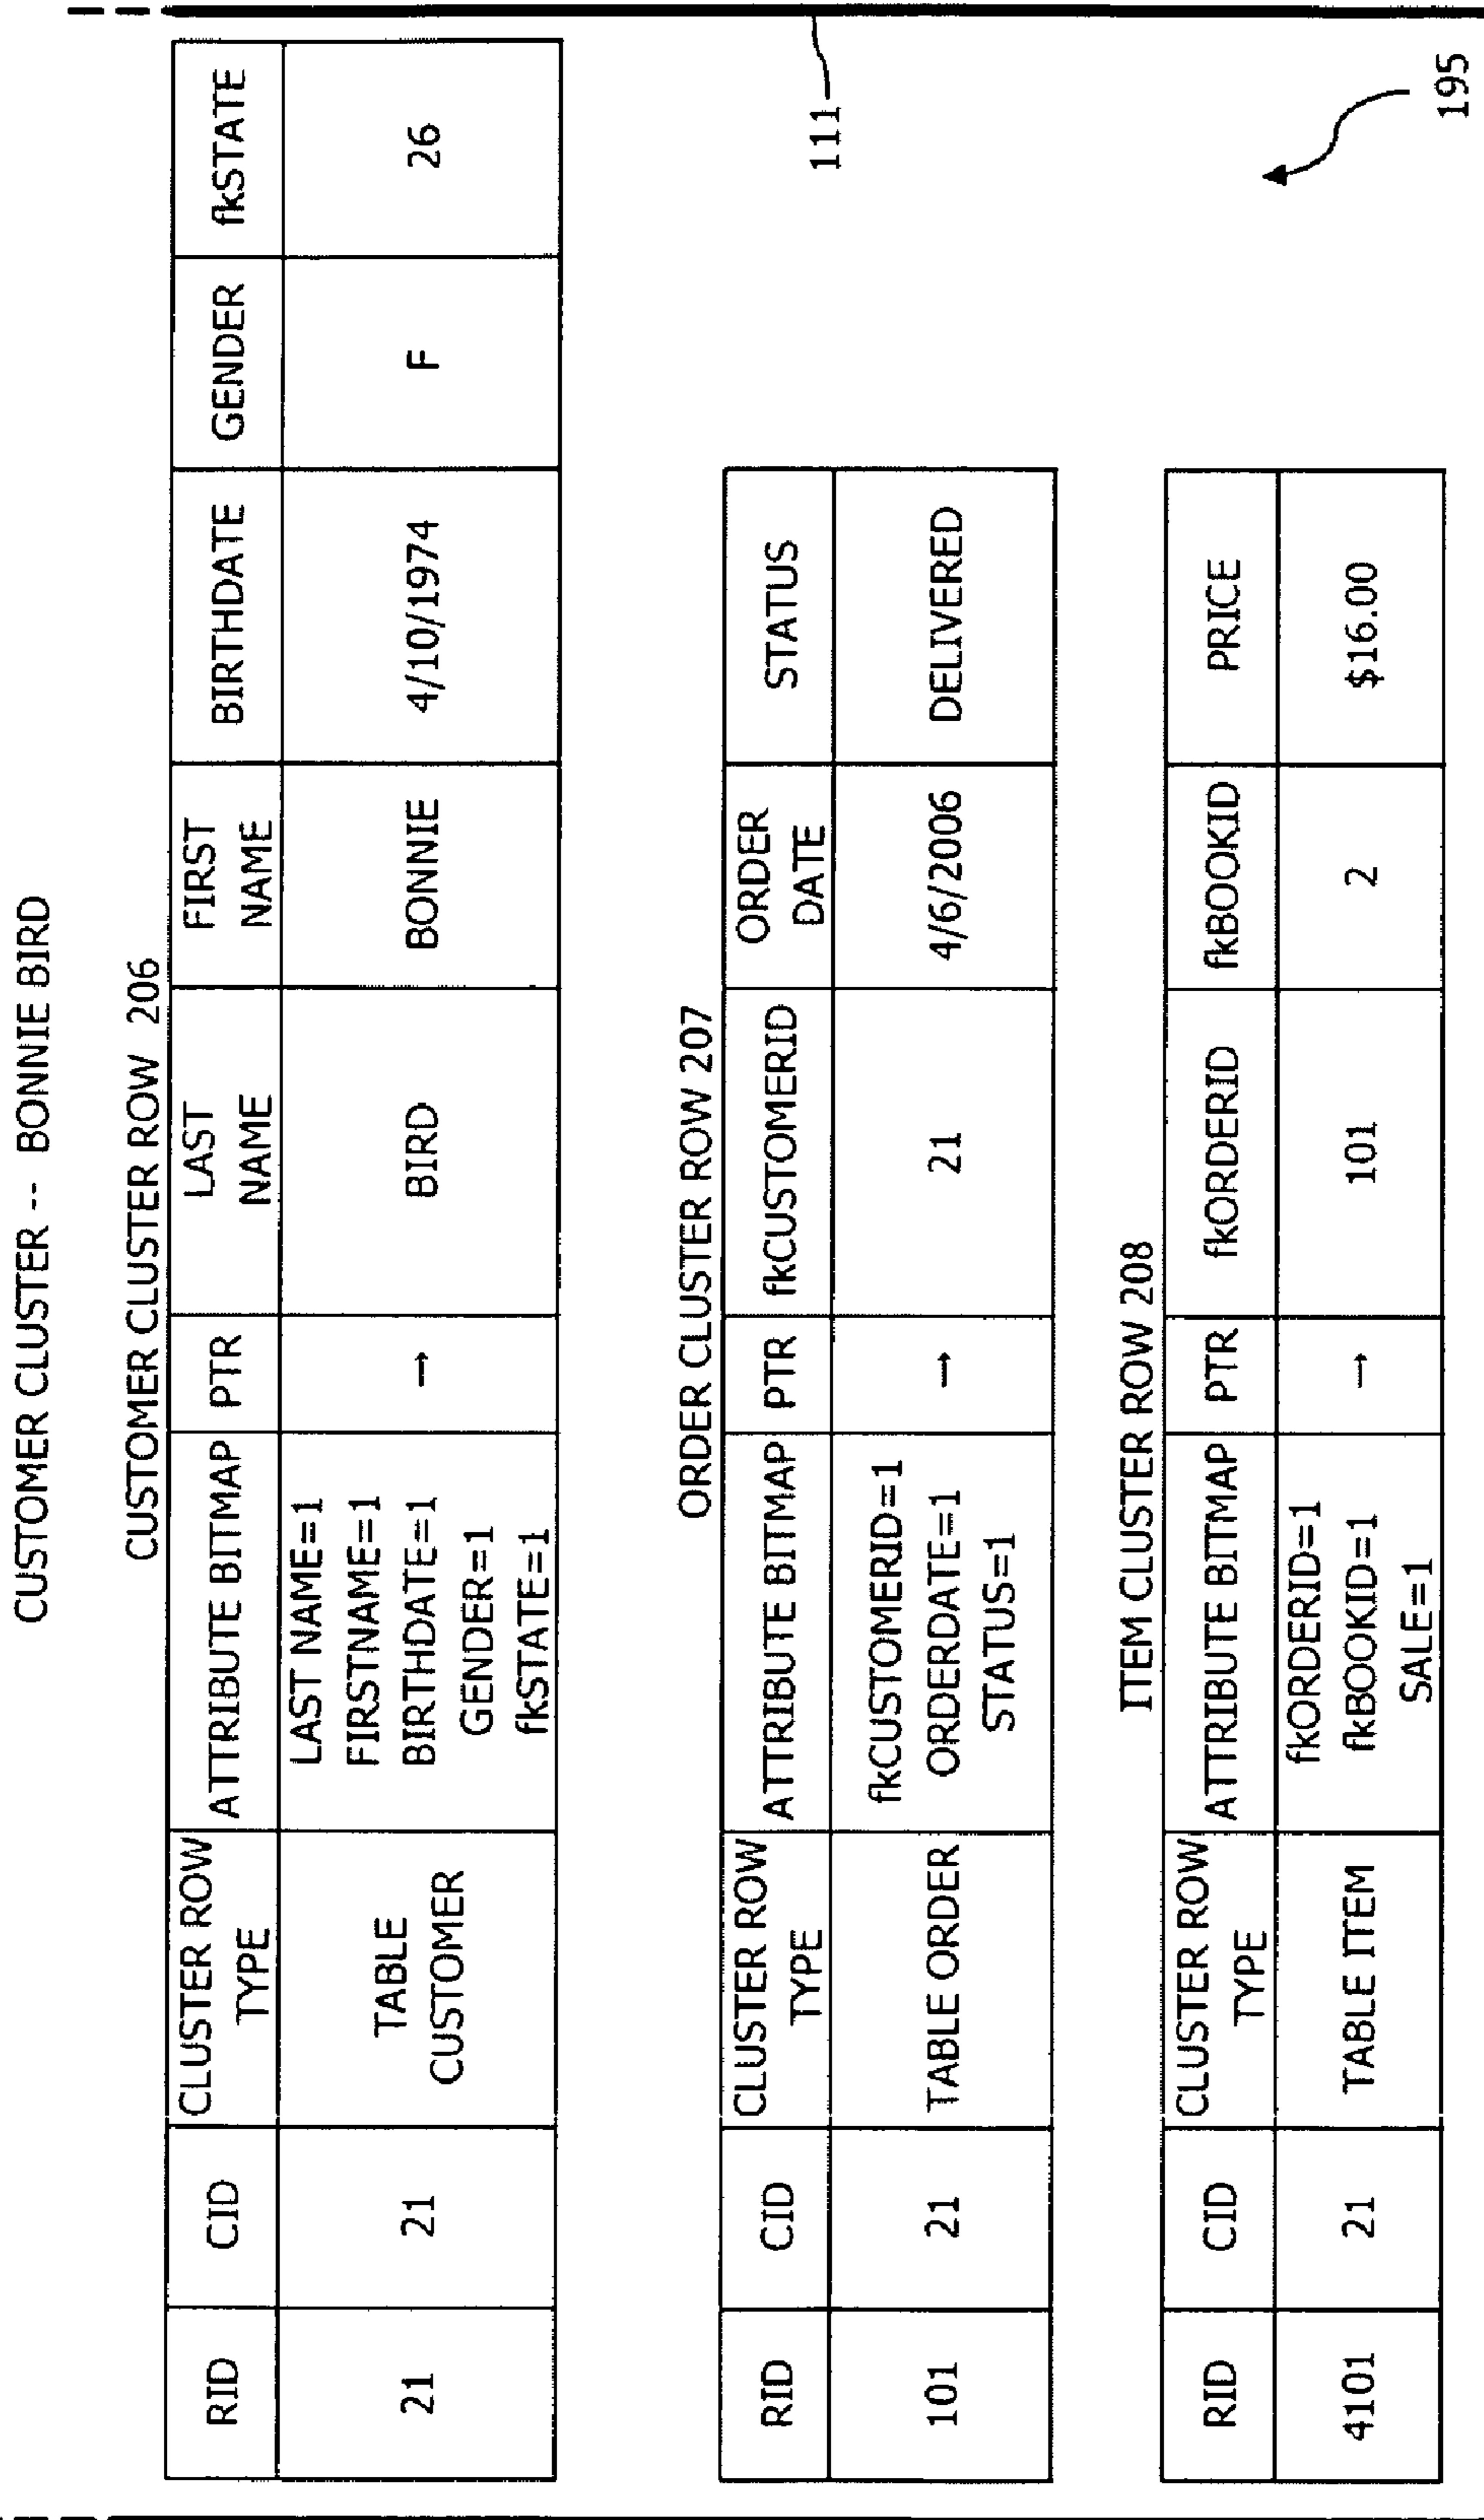 CUSTOMER CLUSTER -- BONNIE BIRD
CUSTOMER CLUSTER ROW 206
RID CID CLUSTER ROW TYPE ATTRIBUTE BITMAP PTR LAST NAME FIRST NAME BIRTHDATE GENDER fkSTATE
21 21 TABLE CUSTOMER LAST NAME=1 FIRSTNAME=1 BIRTHDATE=1 GENDER=1 fkSTATE=1 → BIRD BONNIE 4/10/1974 F 26
ORDER CLUSTER ROW 207
RID CID CLUSTER ROW TYPE ATTRIBUTE BITMAP PTR fkCUSTOMERID ORDER DATE STATUS
101 21 TABLE ORDER fkCUSTOMERID=1 ORDERDATE=1 STATUS=1 → 21 4/6/2006 DELIVERED
111
ITEM CLUSTER ROW 208
RID CID CLUSTER ROW TYPE ATTRIBUTE BITMAP PTR fkORDERID fkBOOKID PRICE
4101 21 TABLE ITEM fkORDERID=1 fkBOOKID=1 SALE=1 → 101 2 $16.00
195